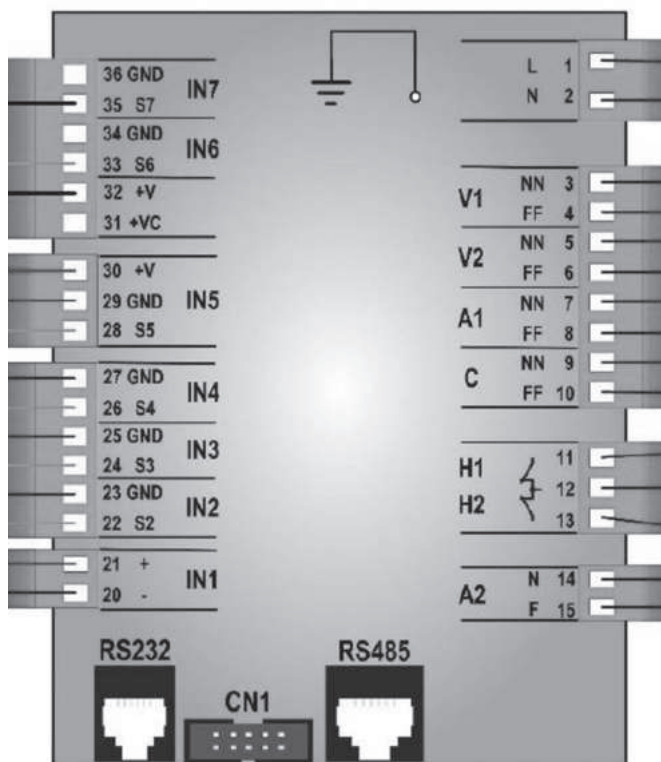 36 GND
35 S7
IN7
34 GND
33 S6
IN6
32 +V
31 +VC
30 +V
29 GND
28 S5
IN5
27 GND
26 S4
IN4
25 GND
24 S3
IN3
23 GND
22 S2
IN2
21 +
20 -
IN1
L 1
N 2
V1
NN 3
FF 4
V2
NN 5
FF 6
A1
NN 7
FF 8
C
NN 9
FF 10
H1
H2
11
12
13
A2
N 14
F 15
RS232
CN1
RS485